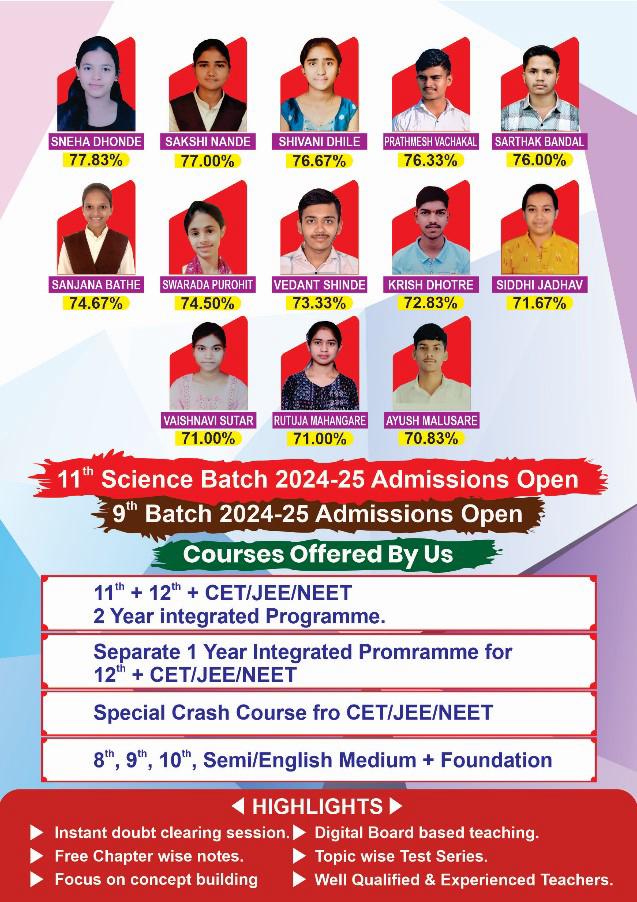 SNEHA DHONDE
77.83%
SAKSHI NANDE
77.00%
SHIVANI DHILE
76.67%
PRATHMESH VACHAKAL
76.33%
SARTHAK BANDAL
76.00%
SANJANA BATHE
74.67%
SWARADA PUROHIT
74.50%
VEDANT SHINDE
73.33%
KRISH DHOTRE
72.83%
SIDDHI JADHAV
71.67%
VAISHNAVI SUTAR
71.00%
RUTUJA MAHANGARE
71.00%
AYUSH MALUSARE
70.83%
11th Science Batch 2024-25 Admissions Open
9th Batch 2024-25 Admissions Open
Courses Offered By Us
11th + 12th + CET/JEE/NEET
2 Year integrated Programme.
Separate 1 Year Integrated Promramme for
12th + CET/JEE/NEET
Special Crash Course fro CET/JEE/NEET
8th, 9th, 10th, Semi/English Medium + Foundation
◀ HIGHLIGHTS ▶
▶ Instant doubt clearing session.
▶ Free Chapter wise notes.
▶ Focus on concept building
▶ Digital Board based teaching.
▶ Topic wise Test Series.
▶ Well Qualified & Experienced Teachers.